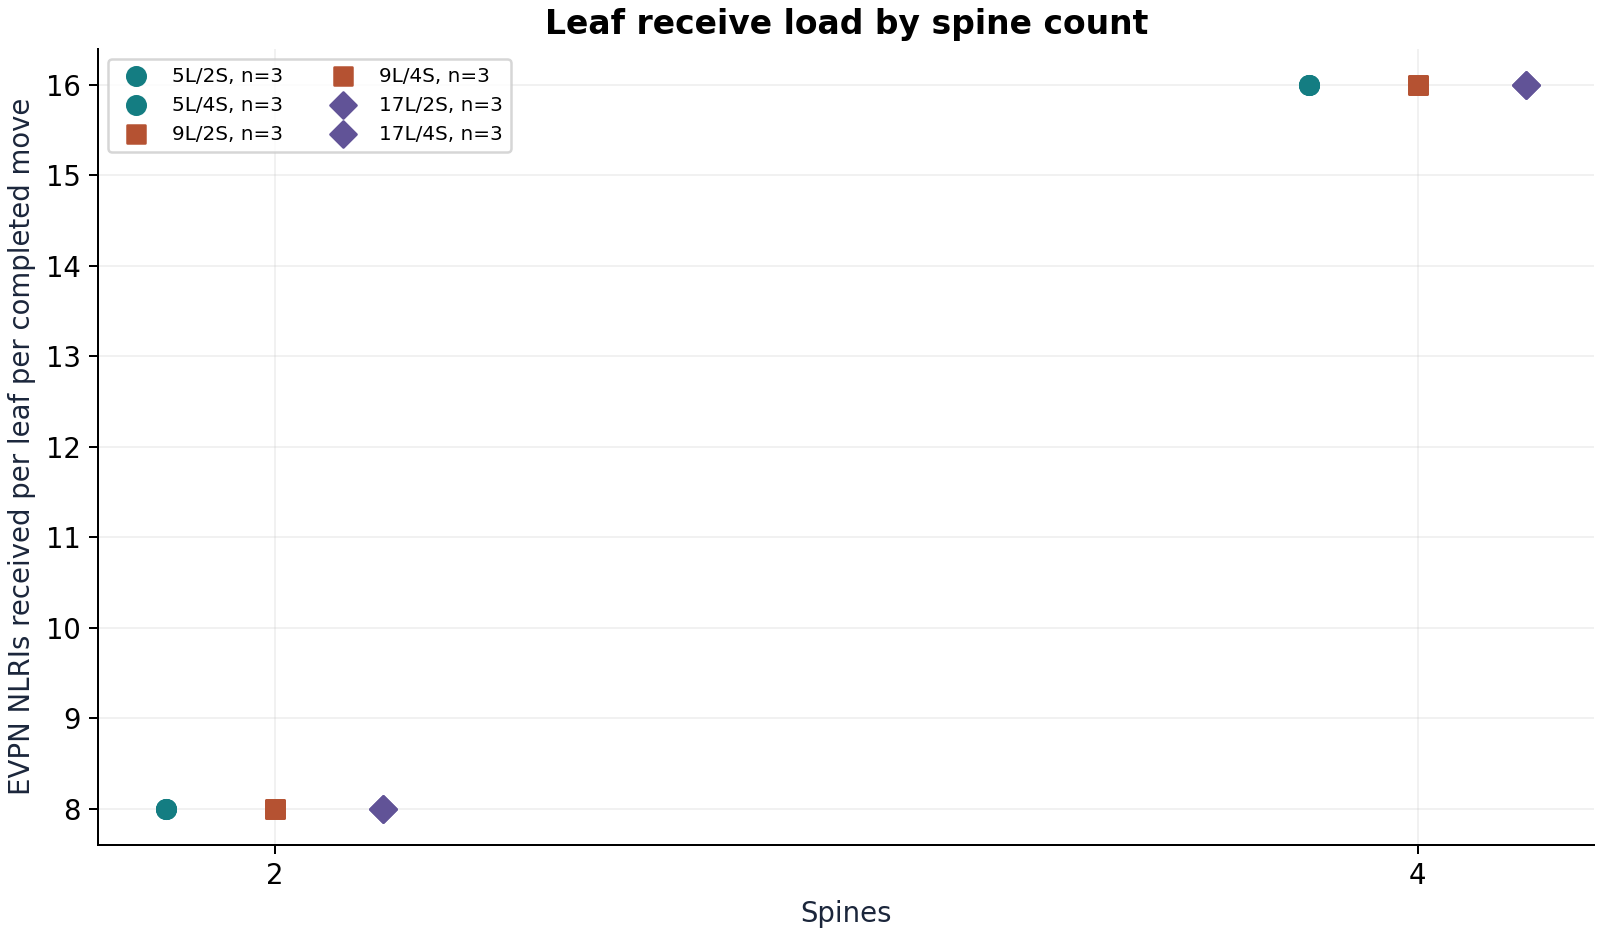 Leaf receive load by spine count
5L/2S, n=3
5L/4S, n=3
9L/2S, n=3
9L/4S, n=3
17L/2S, n=3
17L/4S, n=3
EVPN NLRIs received per leaf per completed move
16
15
14
13
12
11
10
9
8
2
4
Spines